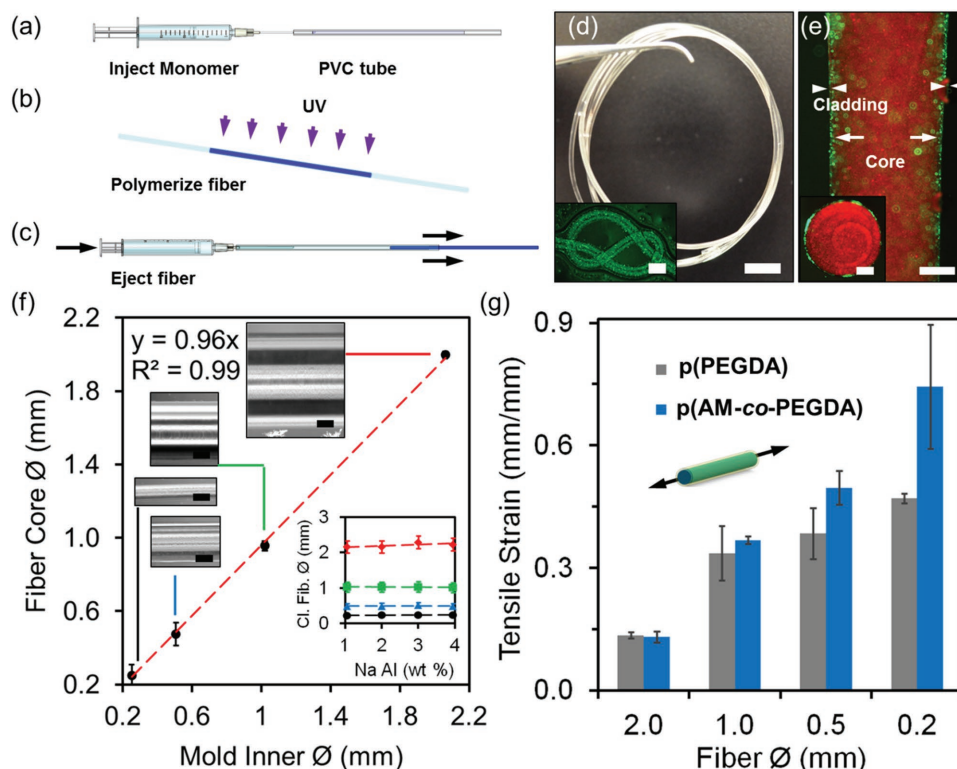 (a)
Inject Monomer
PVC tube
(b)
UV
Polymerize fiber
(c)
Eject fiber
(d)
(e)
Cladding
Core
(f)
2.2
1.8
1.4
1.0
0.6
0.2
Fiber Core Ø (mm)
y = 0.96x
R² = 0.99
0.2
0.6
1
1.4
1.8
2.2
Mold Inner Ø (mm)
3
2
1
0
Cl. Fib. Ø (mm)
1
2
3
4
Na Al (wt %)
(g)
0.9
0.6
0.3
0.0
Tensile Strain (mm/mm)
p(PEGDA)
p(AM-co-PEGDA)
2.0
1.0
0.5
0.2
Fiber Ø (mm)